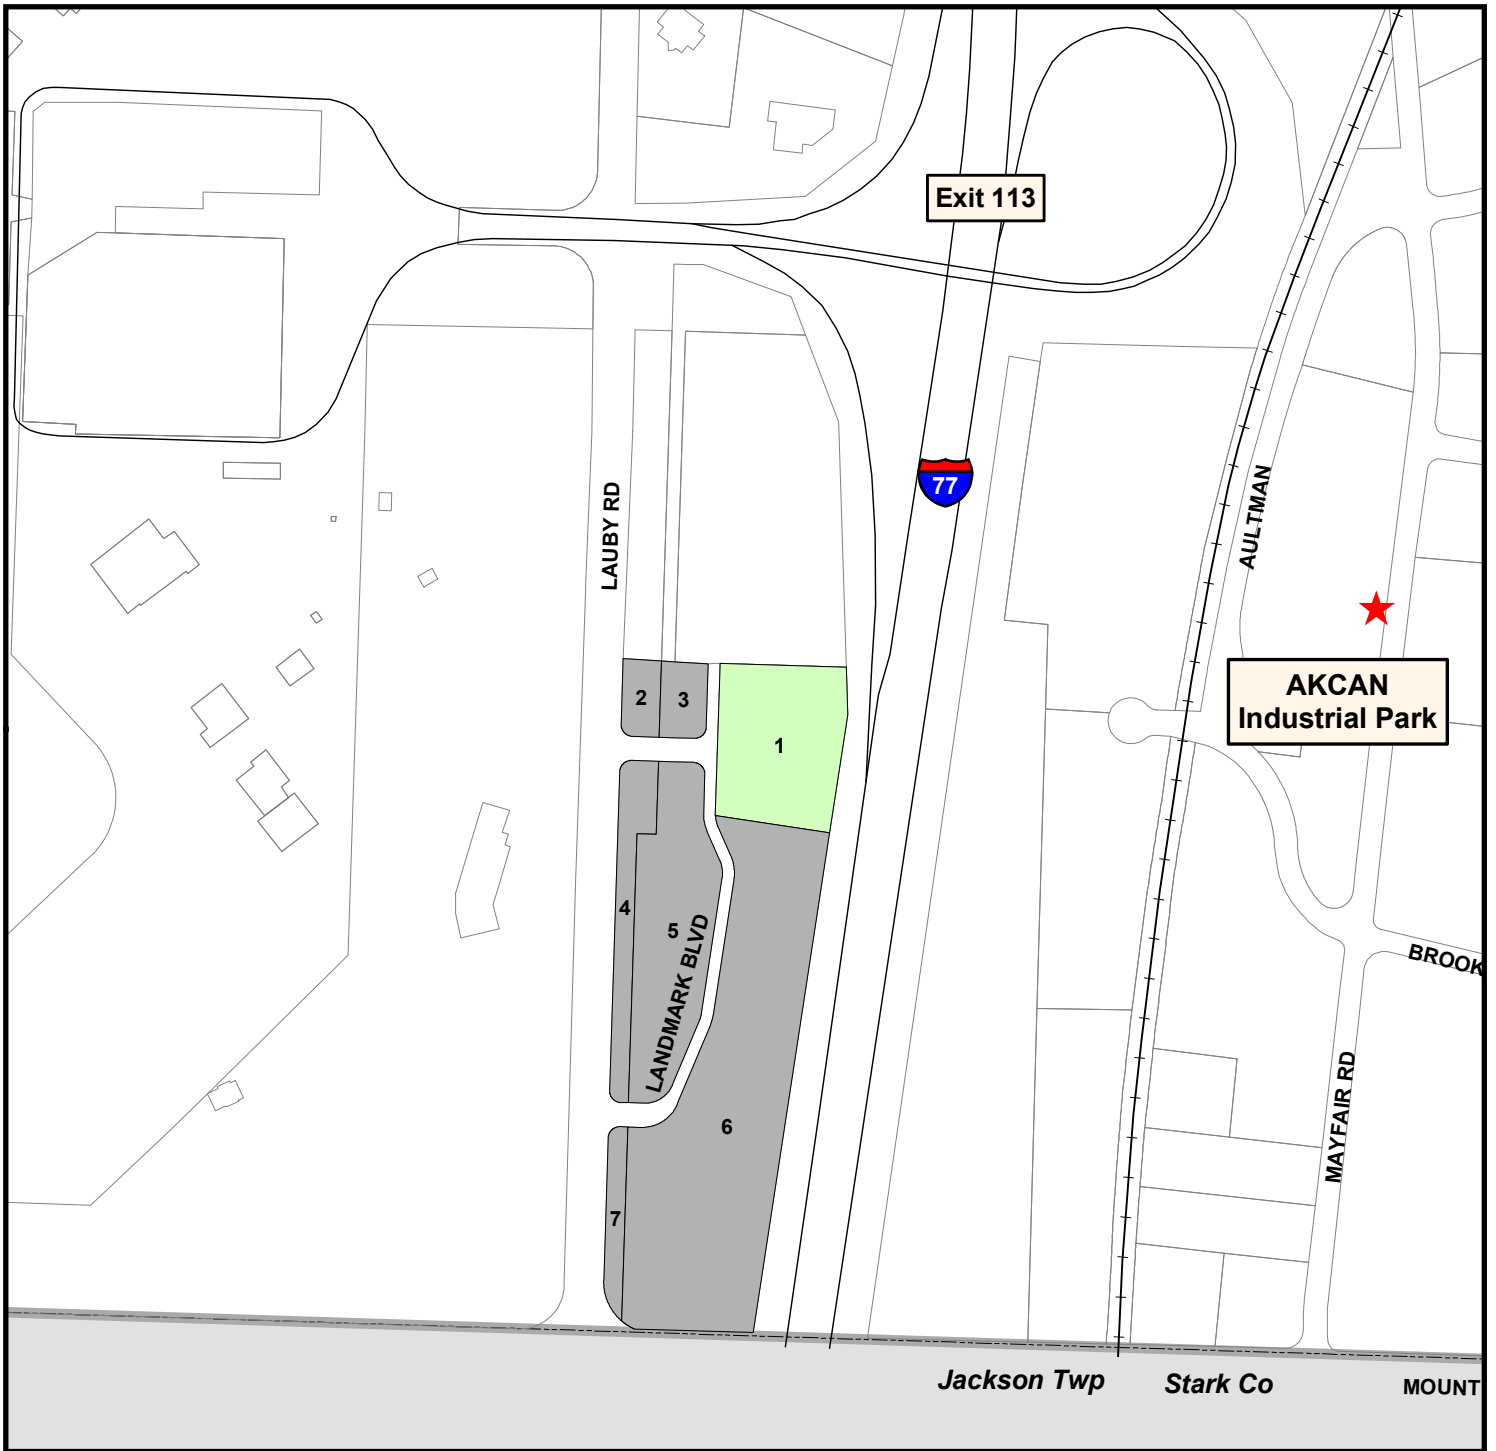 Exit 113
77
LAUBY RD
AULTMAN
AKCAN
Industrial Park
2
3
1
4
5
LANDMARK BLVD
BROOK
6
MAYFAIR RD
7
Jackson Twp
Stark Co
MOUNT